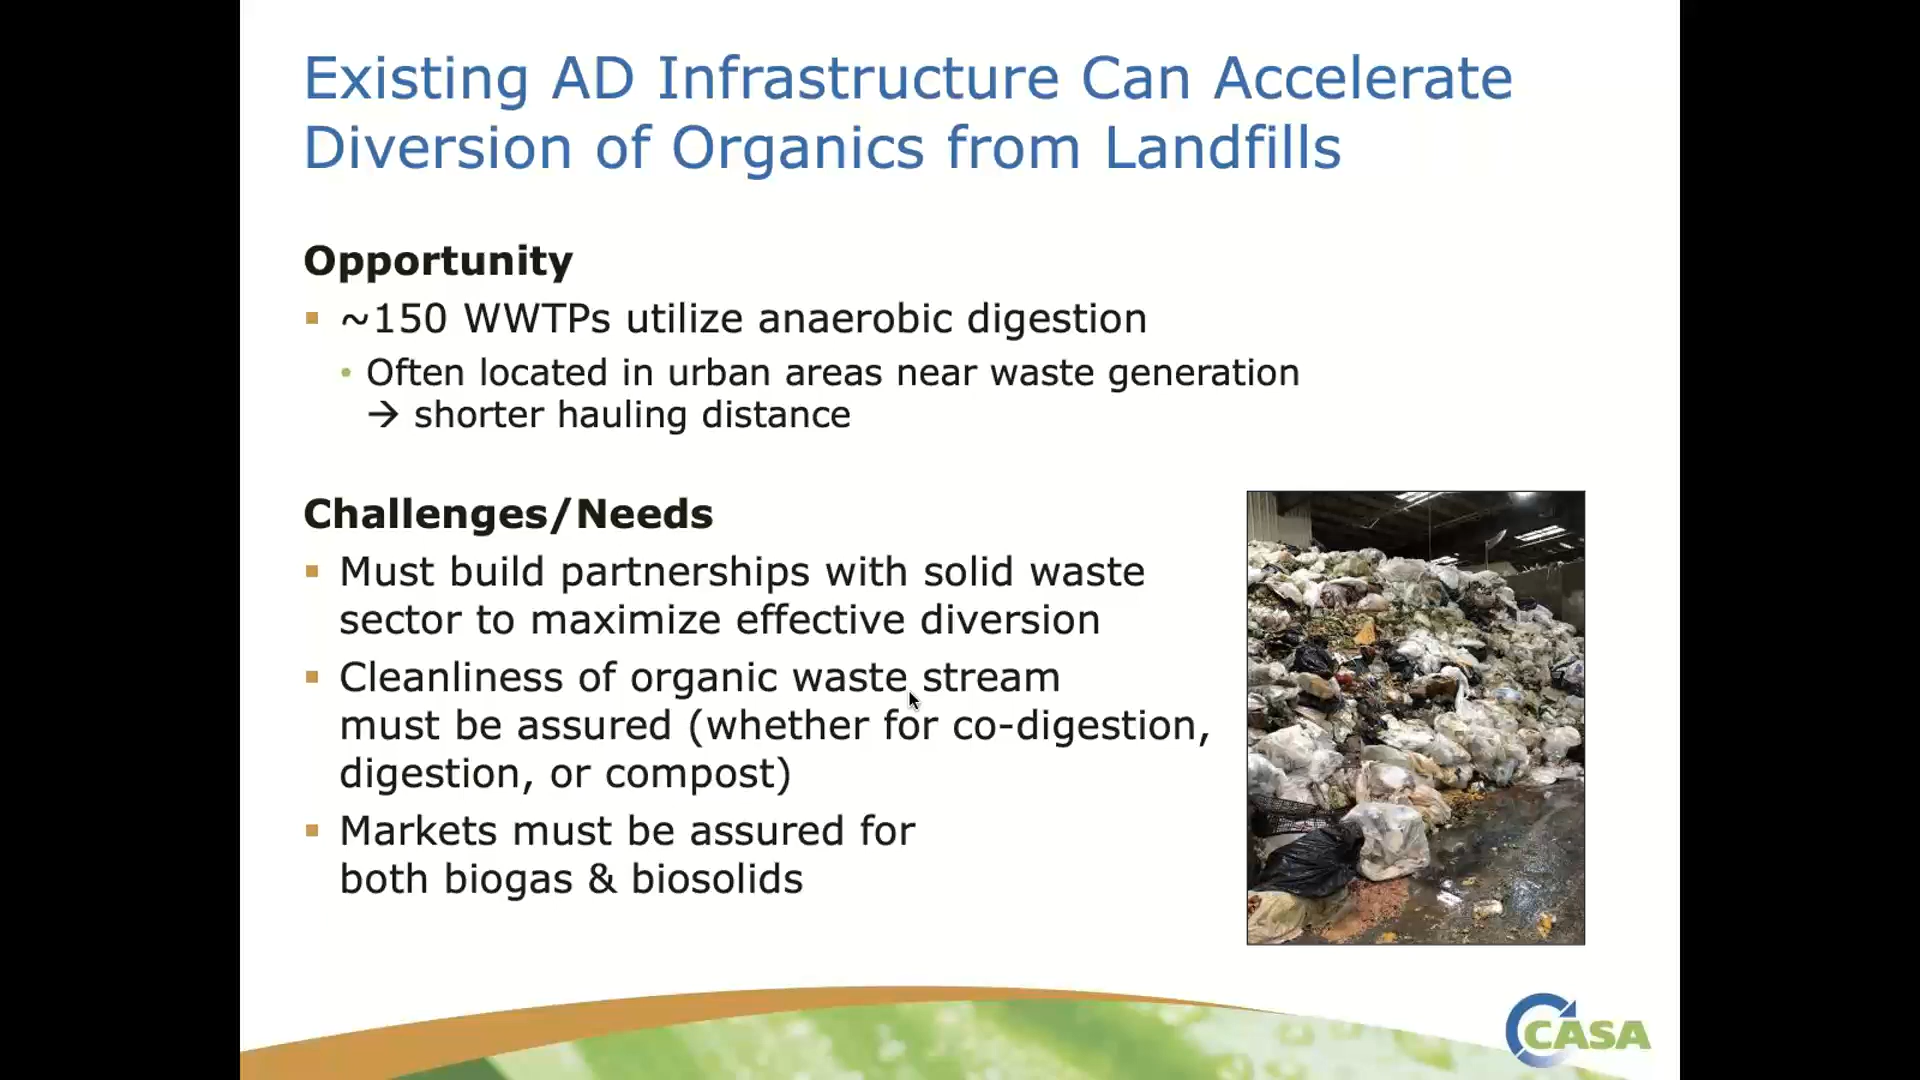 Existing AD Infrastructure Can Accelerate
Diversion of Organics from Landfills
Opportunity
~150 WWTPs utilize anaerobic digestion
Often located in urban areas near waste generation
→ shorter hauling distance
Challenges/Needs
Must build partnerships with solid waste
sector to maximize effective diversion
Cleanliness of organic waste stream
must be assured (whether for co-digestion,
digestion, or compost)
Markets must be assured for
both biogas & biosolids
CASA